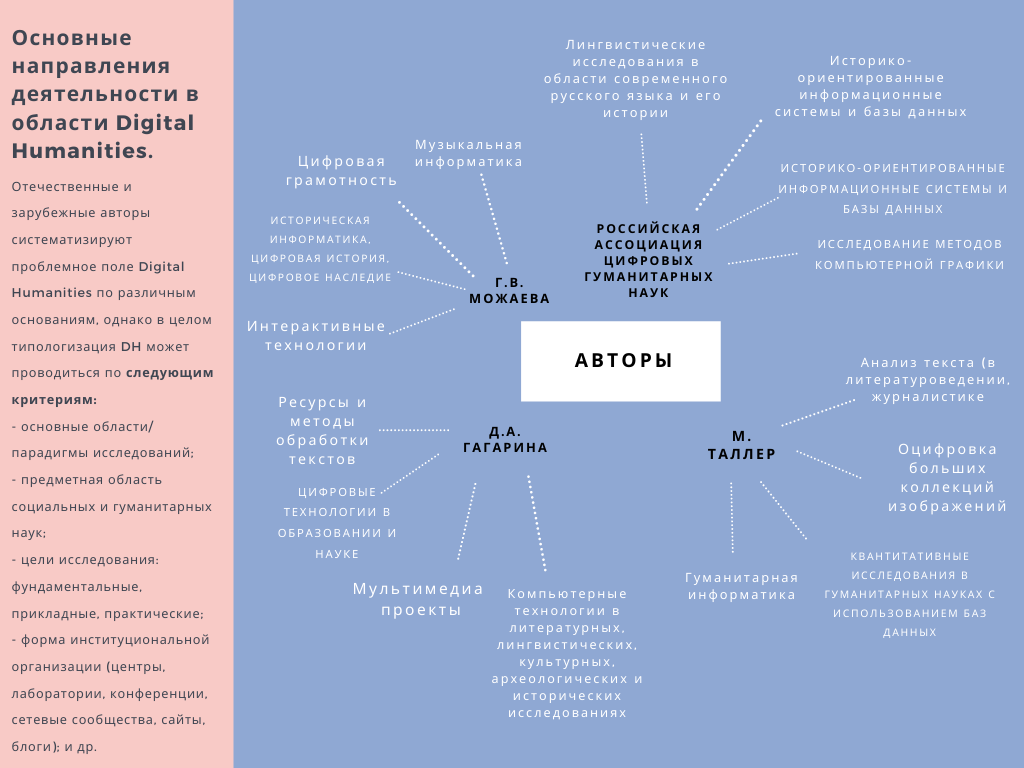 Основные
направления
деятельности в
области Digital
Humanities.
Отечественные и
зарубежные авторы
систематизируют
проблемное поле Digital
Humanities по различным
основаниям, однако в целом
типологизация DH может
проводиться по следующим
критериям:
- основные области/
парадигмы исследований;
- предметная область
социальных и гуманитарных
наук;
- цели исследования:
фундаментальные,
прикладные, практические;
- форма институциональной
организации (центры,
лаборатории, конференции,
сетевые сообщества, сайты,
блоги); и др.
Лингвистические
исследования в
области современного
русского языка и его
истории
Историко-
ориентированные
информационные
системы и базы данных
Музыкальная
информатика
Цифровая
грамотность
ИСТОРИКО-ОРИЕНТИРОВАННЫЕ
ИНФОРМАЦИОННЫЕ СИСТЕМЫ И
БАЗЫ ДАННЫХ
ИСТОРИЧЕСКАЯ
ИНФОРМАТИКА,
ЦИФРОВАЯ ИСТОРИЯ,
ЦИФРОВОЕ НАСЛЕДИЕ
РОССИЙСКАЯ
АССОЦИАЦИЯ
ЦИФРОВЫХ
ГУМАНИТАРНЫХ
НАУК
ИССЛЕДОВАНИЕ МЕТОДОВ
КОМПЬЮТЕРНОЙ ГРАФИКИ
Г.В.
МОЖАЕВА
Интерактивные
технологии
АВТОРЫ
Анализ текста (в
литературоведении,
журналистике
Ресурсы и
методы
обработки
текстов
Д.А.
ГАГАРИНА
М.
ТАЛЛЕР
Оцифровка
больших
коллекций
изображений
ЦИФРОВЫЕ
ТЕХНОЛОГИИ В
ОБРАЗОВАНИИ И
НАУКЕ
Мультимедиа
проекты
Компьютерные
технологии в
литературных,
лингвистических,
культурных,
археологических и
исторических
исследованиях
Гуманитарная
информатика
КВАНТИТАТИВНЫЕ
ИССЛЕДОВАНИЯ В
ГУМАНИТАРНЫХ НАУКАХ С
ИСПОЛЬЗОВАНИЕМ БАЗ
ДАННЫХ